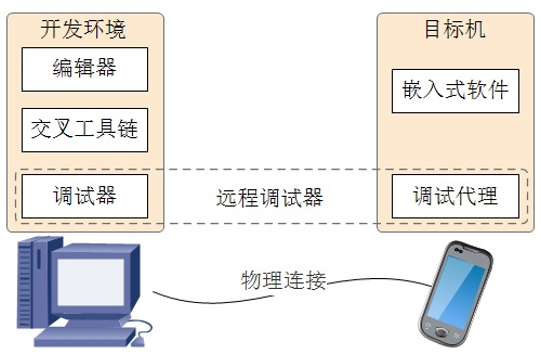 开发环境
编辑器
交叉工具链
调试器
远程调试器
目标机
嵌入式软件
调试代理
物理连接